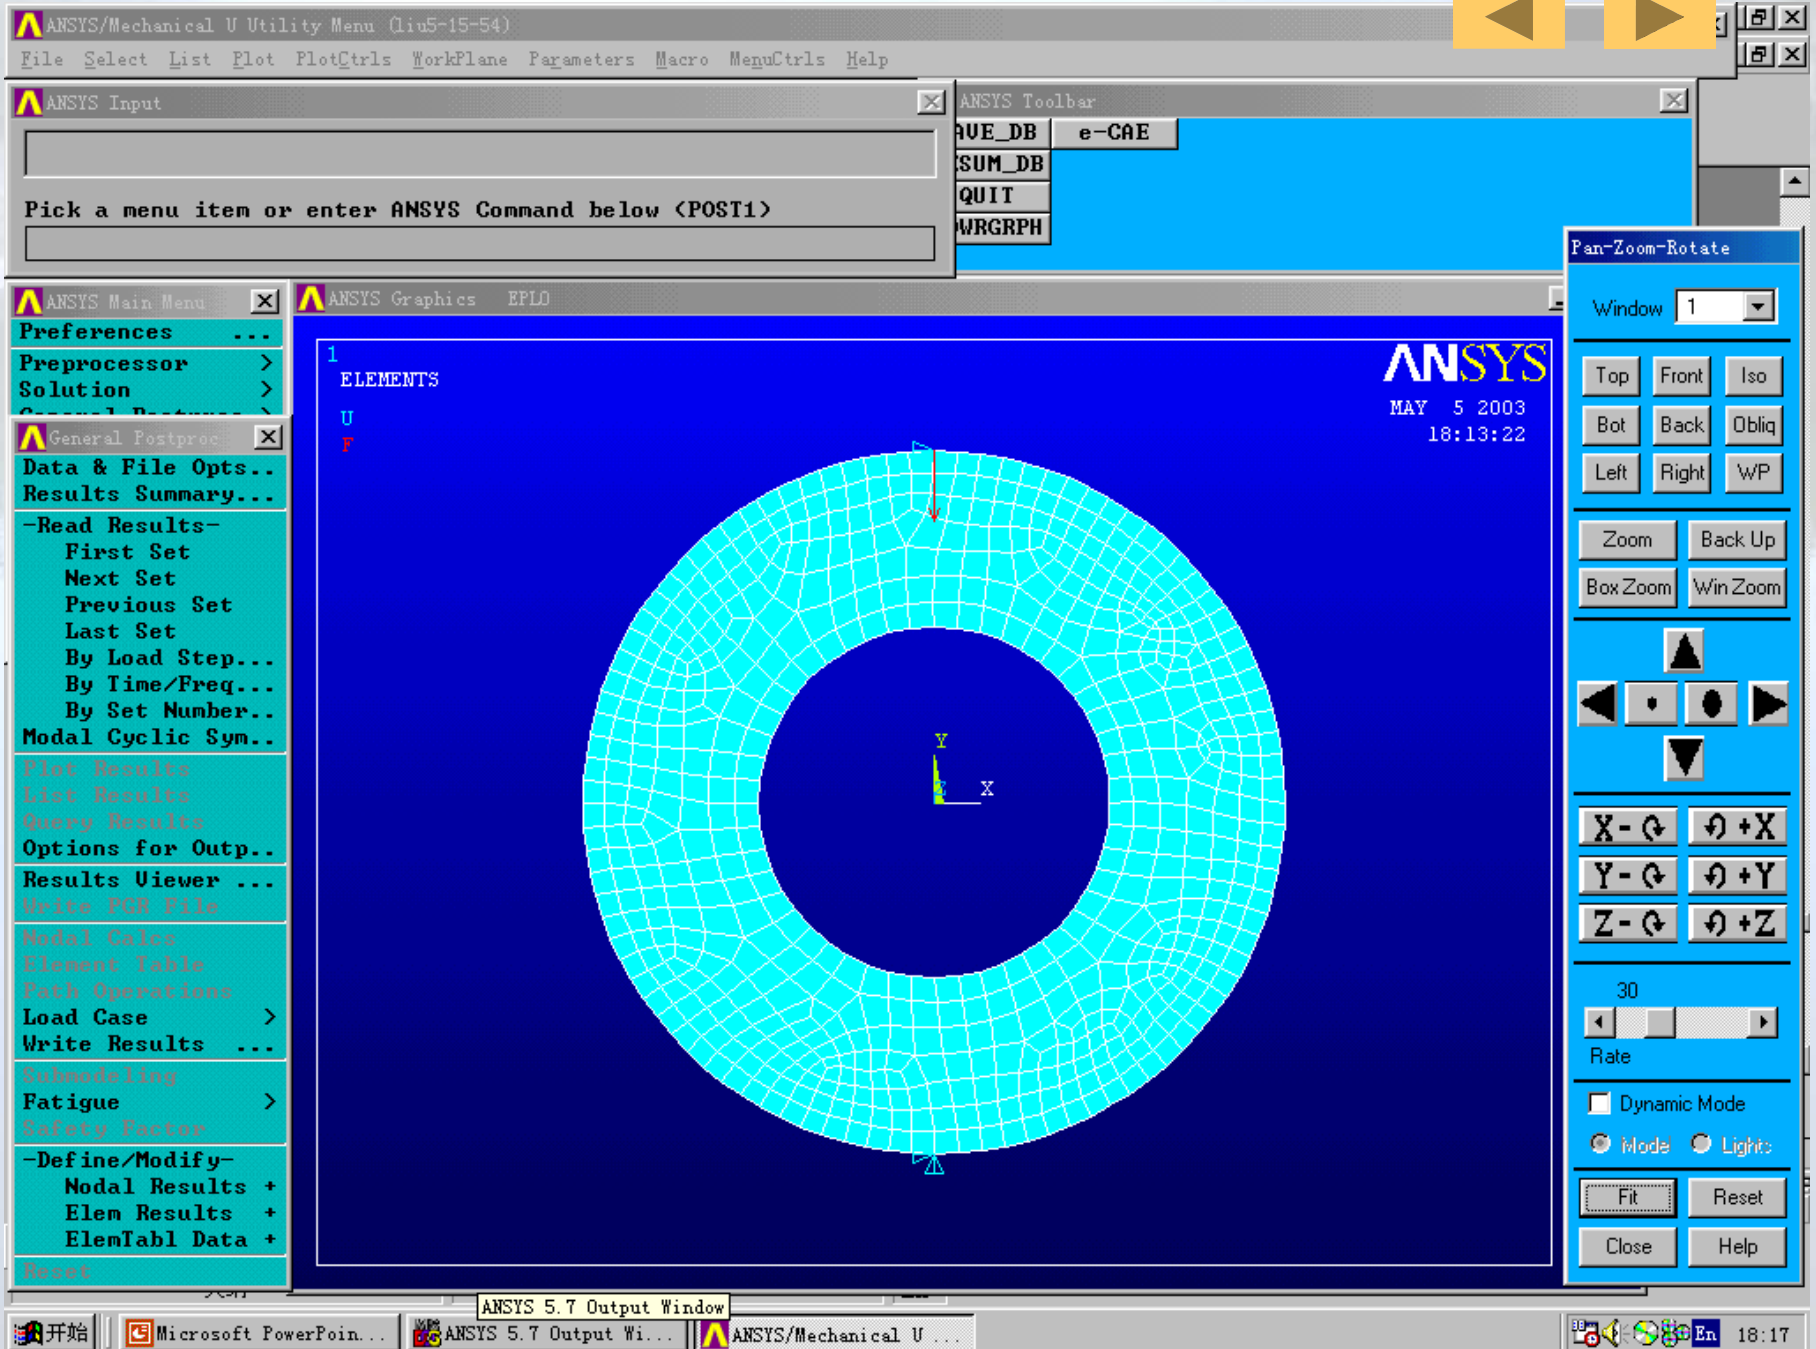 ANSYS/Mechanical U Utility Menu (liu5-15-54)
File Select List Plot PlotCtrls WorkPlane Parameters Macro MenuCtrls Help
ANSYS Input
ANSYS Toolbar
AVE_DB e-CAE
SUM_DB
QUIT
WRGRPH
Pick a menu item or enter ANSYS Command below (POST1)
ANSYS Main Menu
Preferences ...
Preprocessor >
Solution >
General Postproc
Data & File Opts..
Results Summary...
-Read Results-
First Set
Next Set
Previous Set
Last Set
By Load Step...
By Time/Freq...
By Set Number..
Modal Cyclic Sym..
Plot Results
List Results
Query Results
Options for Outp..
Results Viewer ...
Write PGR File
Nodal Calcs
Element Table
Path Operations
Load Case >
Write Results ...
Submodeling
Fatigue >
Safety Factor
-Define/Modify-
Nodal Results +
Elem Results +
ElemTabl Data +
Reset
ANSYS Graphics EPLO
1
ELEMENTS
U
F
ANSYS
MAY 5 2003
18:13:22
Y
Z
X
Pan-Zoom-Rotate
Window 1
Top Front Iso
Bot Back Obliq
Left Right WP
Zoom Back Up
Box Zoom Win Zoom
X- +X
Y- +Y
Z- +Z
30
Rate
Dynamic Mode
Model Lights
Fit Reset
Close Help
ANSYS 5.7 Output Window
开始 Microsoft PowerPoin... ANSYS 5.7 Output Wi... ANSYS/Mechanical U ... En 18:17